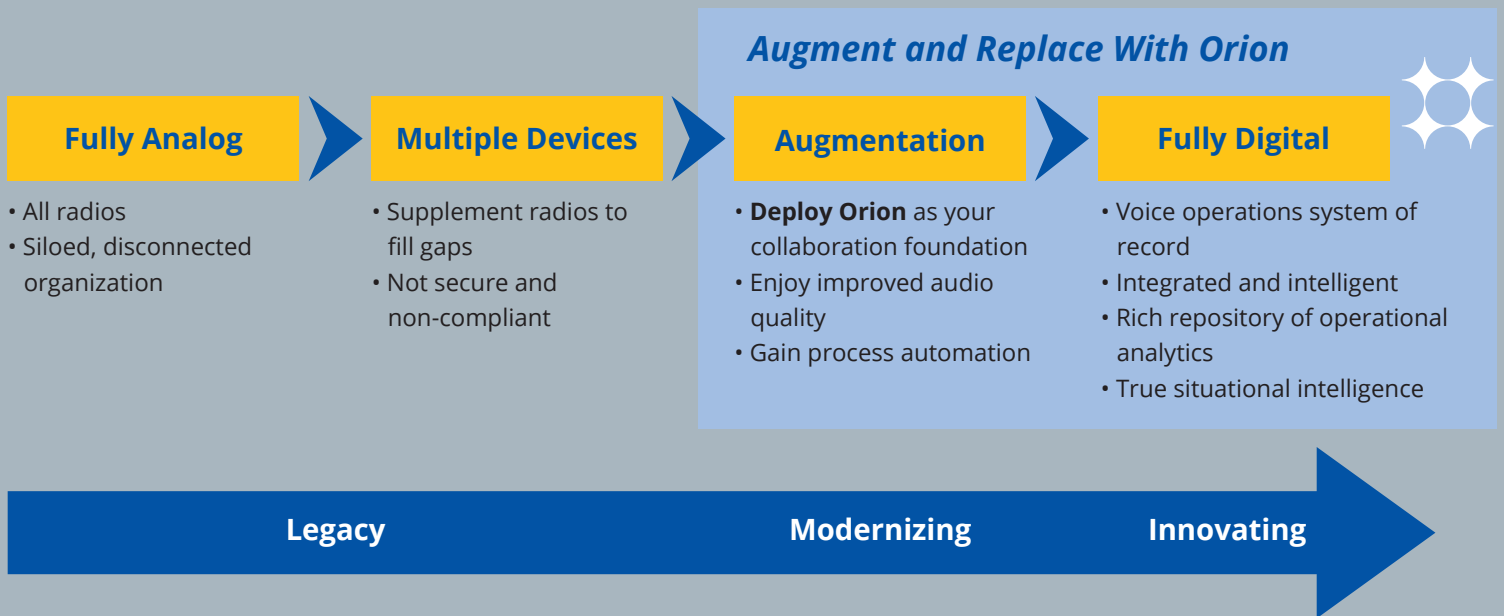 Augment and Replace With Orion
Fully Analog
• All radios
• Siloed, disconnected
organization
Multiple Devices
• Supplement radios to
fill gaps
• Not secure and
non-compliant
Augmentation
• Deploy Orion as your
collaboration foundation
• Enjoy improved audio
quality
• Gain process automation
Fully Digital
• Voice operations system of
record
• Integrated and intelligent
• Rich repository of operational
analytics
• True situational intelligence
Legacy
Modernizing
Innovating